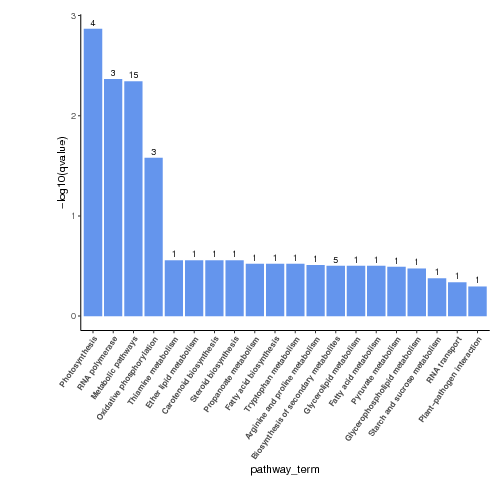 3
2
1
0
−log10(qvalue)
4
3
15
3
1
1
1
1
1
1
1
1
5
1
1
1
1
1
1
1
Photosynthesis
RNA polymerase
Metabolic pathways
Oxidative phosphorylation
Thiamine metabolism
Ether lipid metabolism
Carotenoid biosynthesis
Steroid biosynthesis
Propanoate metabolism
Fatty acid biosynthesis
Tryptophan metabolism
Arginine and proline metabolism
Biosynthesis of secondary metabolites
Glycerolipid metabolism
Fatty acid metabolism
Pyruvate metabolism
Glycerophospholipid metabolism
Starch and sucrose metabolism
RNA transport
Plant−pathogen interaction
pathway_term